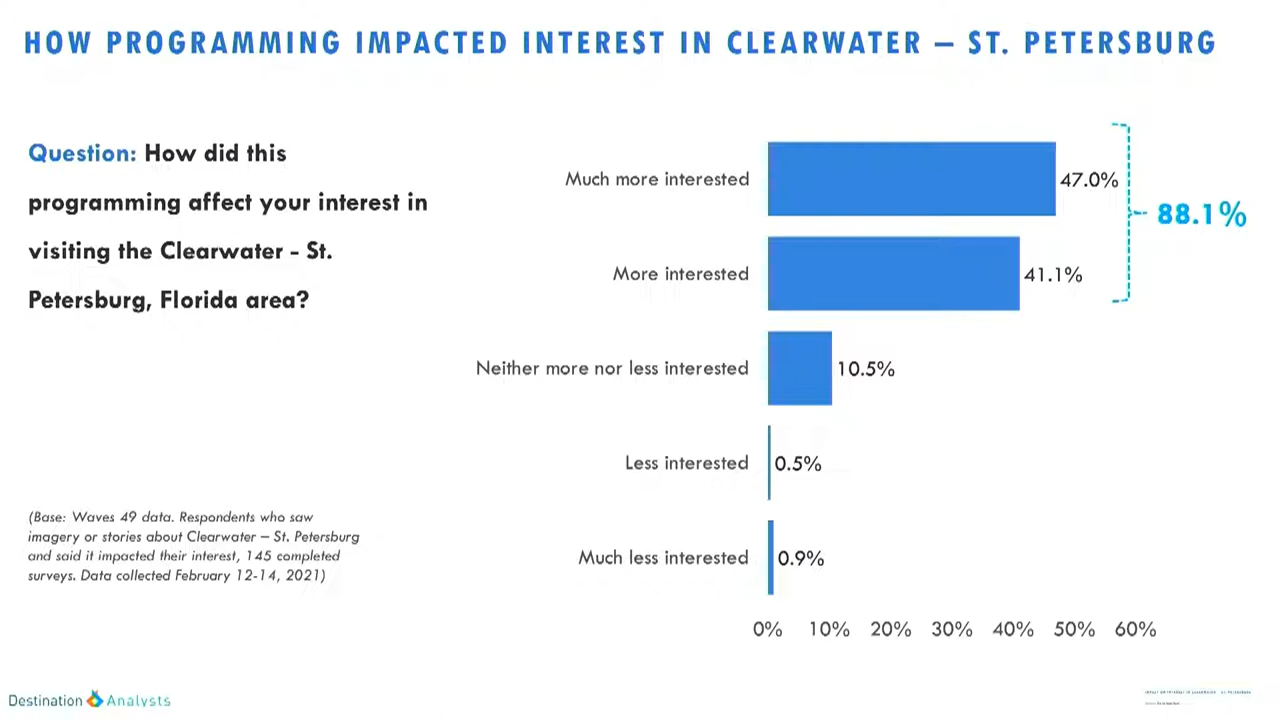 HOW PROGRAMMING IMPACTED INTEREST IN CLEARWATER – ST. PETERSBURG
Question: How did this
programming affect your interest in
visiting the Clearwater - St.
Petersburg, Florida area?
(Base: Waves 49 data. Respondents who saw
imagery or stories about Clearwater – St. Petersburg
and said it impacted their interest, 145 completed
surveys. Data collected February 12-14, 2021)
Much more interested 47.0%
More interested 41.1%
88.1%
Neither more nor less interested 10.5%
Less interested 0.5%
Much less interested 0.9%
0% 10% 20% 30% 40% 50% 60%
Destination Analysts